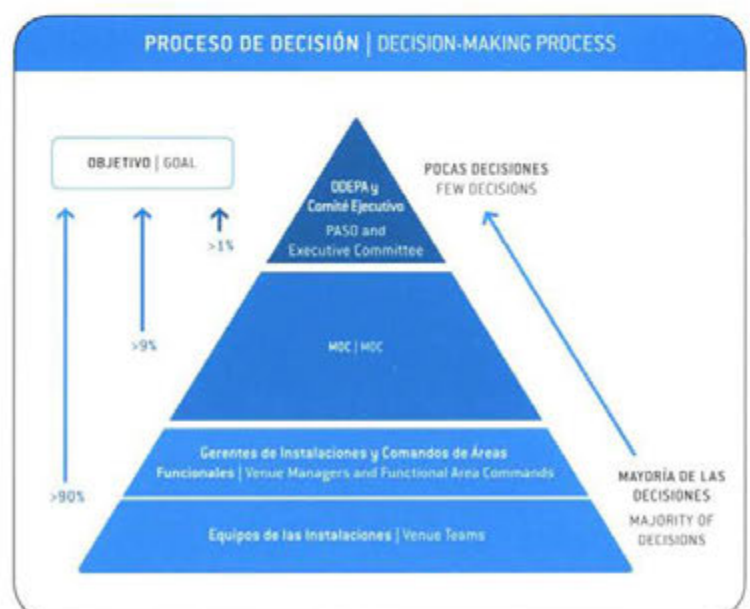 PROCESO DE DECISIÓN | DECISION-MAKING PROCESS
OBJETIVO | GOAL
>1%
>9%
>90%
ODEPA y
Comité Ejecutivo
PASO and
Executive Committee
MOC | MOC
Gerentes de Instalaciones y Comandos de Áreas
Funcionales | Venue Managers and Functional Area Commands
Equipos de las Instalaciones | Venue Teams
POCAS DECISIONES
FEW DECISIONS
MAYORÍA DE LAS
DECISIONES
MAJORITY OF
DECISIONS